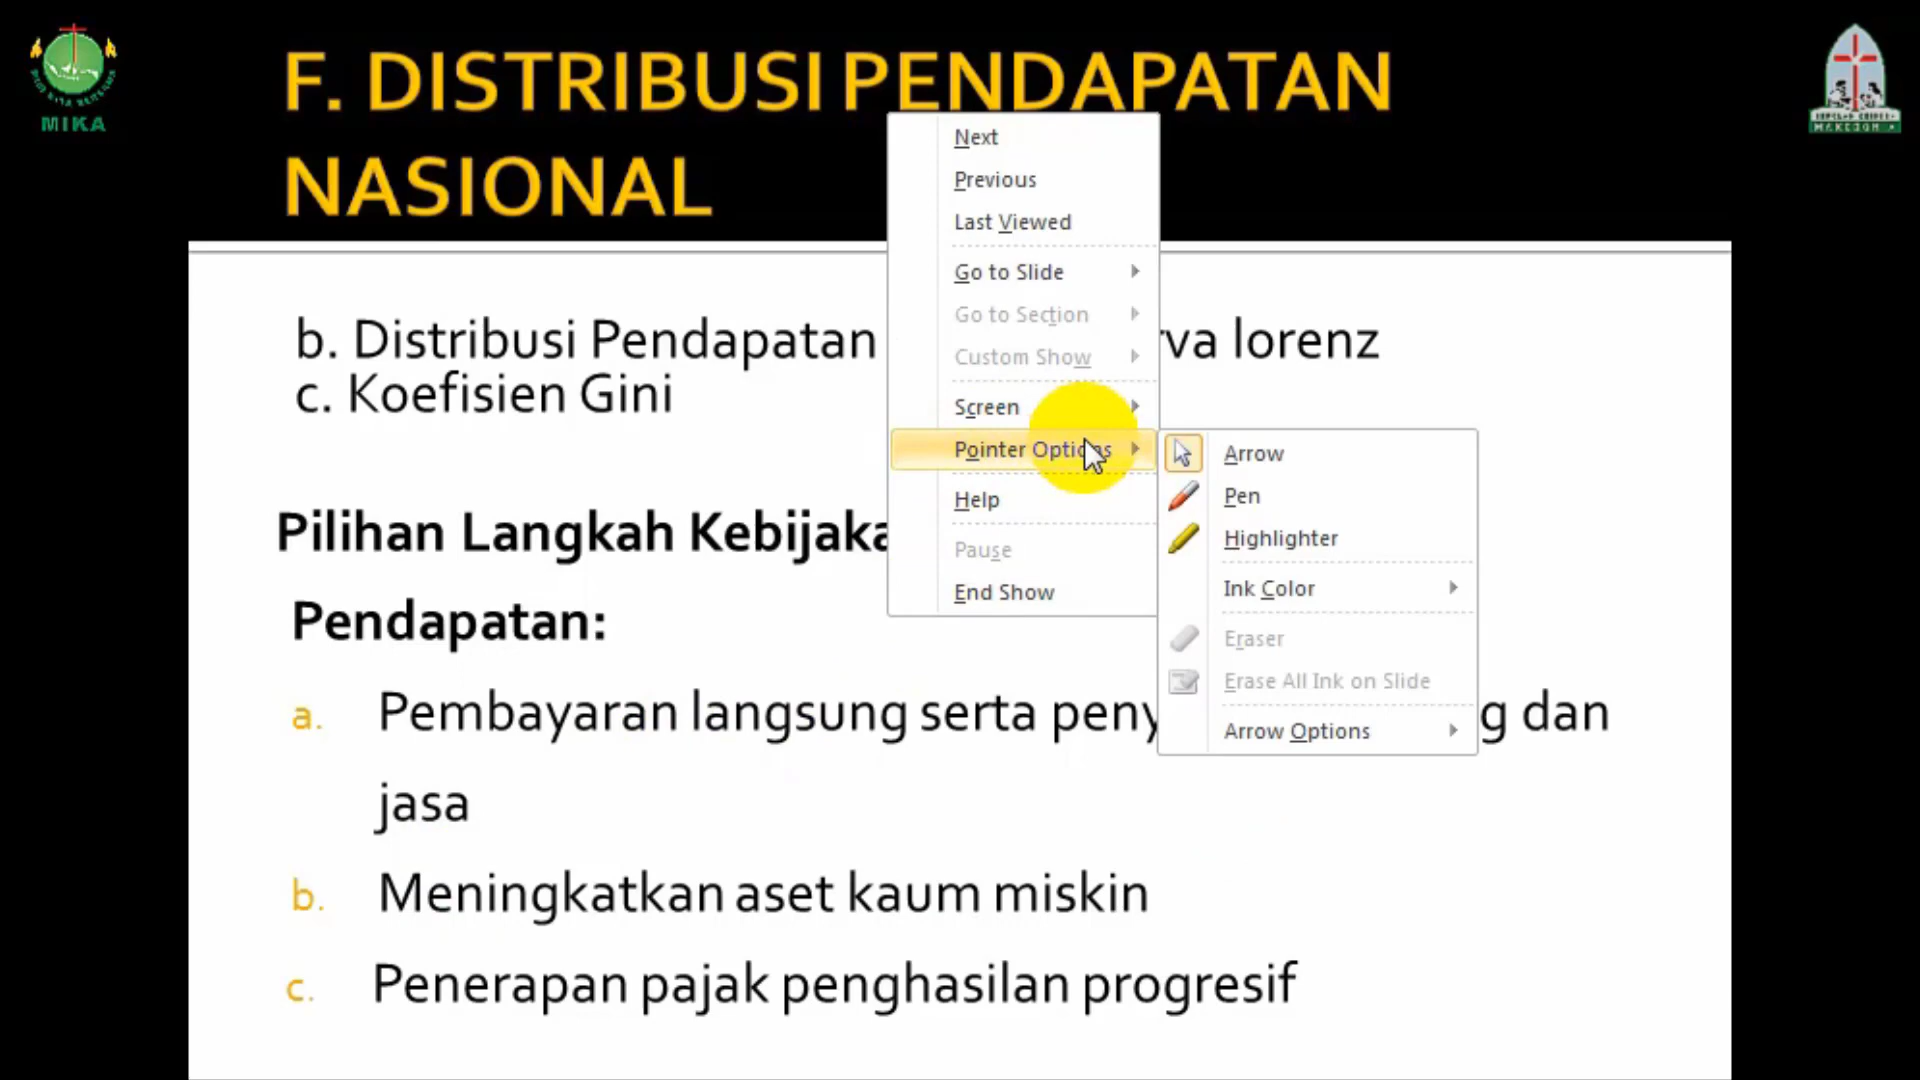 MIKA
F. DISTRIBUSI PENDAPATAN
NASIONAL
b. Distribusi Pendapatan rva lorenz
c. Koefisien Gini
Pilihan Langkah Kebijaka
Pendapatan:
a. Pembayaran langsung serta peny g dan
jasa
b. Meningkatkan aset kaum miskin
c. Penerapan pajak penghasilan progresif
Next
Previous
Last Viewed
Go to Slide
Go to Section
Custom Show
Screen
Pointer Options
Help
Pause
End Show
Arrow
Pen
Highlighter
Ink Color
Eraser
Erase All Ink on Slide
Arrow Options